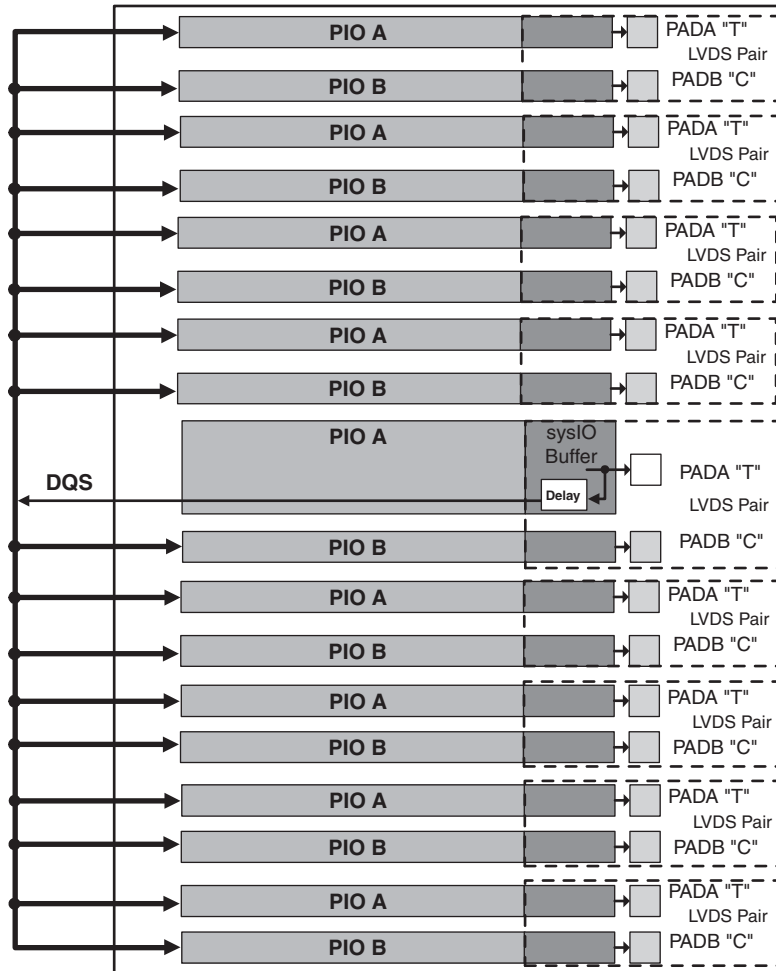 PIO A
PADA "T"
LVDS Pair
PIO B
PADB "C"
PIO A
PADA "T"
LVDS Pair
PIO B
PADB "C"
PIO A
PADA "T"
LVDS Pair
PIO B
PADB "C"
PIO A
PADA "T"
LVDS Pair
PIO B
PADB "C"
PIO A
sysIO
Buffer
DQS
Delay
PADA "T"
LVDS Pair
PIO B
PADB "C"
PIO A
PADA "T"
LVDS Pair
PIO B
PADB "C"
PIO A
PADA "T"
LVDS Pair
PIO B
PADB "C"
PIO A
PADA "T"
LVDS Pair
PIO B
PADB "C"
PIO A
PADA "T"
LVDS Pair
PIO B
PADB "C"